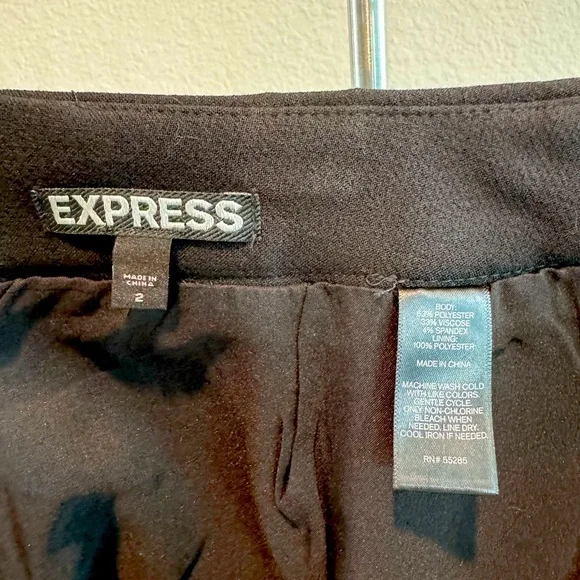 EXPRESS
MADE IN
CHINA
2
BODY:
63% POLYESTER
33% VISCOSE
4% SPANDEX
LINING:
100% POLYESTER
MADE IN CHINA
MACHINE WASH COLD
WITH LIKE COLORS.
GENTLE CYCLE.
ONLY NON-CHLORINE
BLEACH WHEN
NEEDED. LINE DRY.
COOL IRON IF NEEDED.
RN# 55285